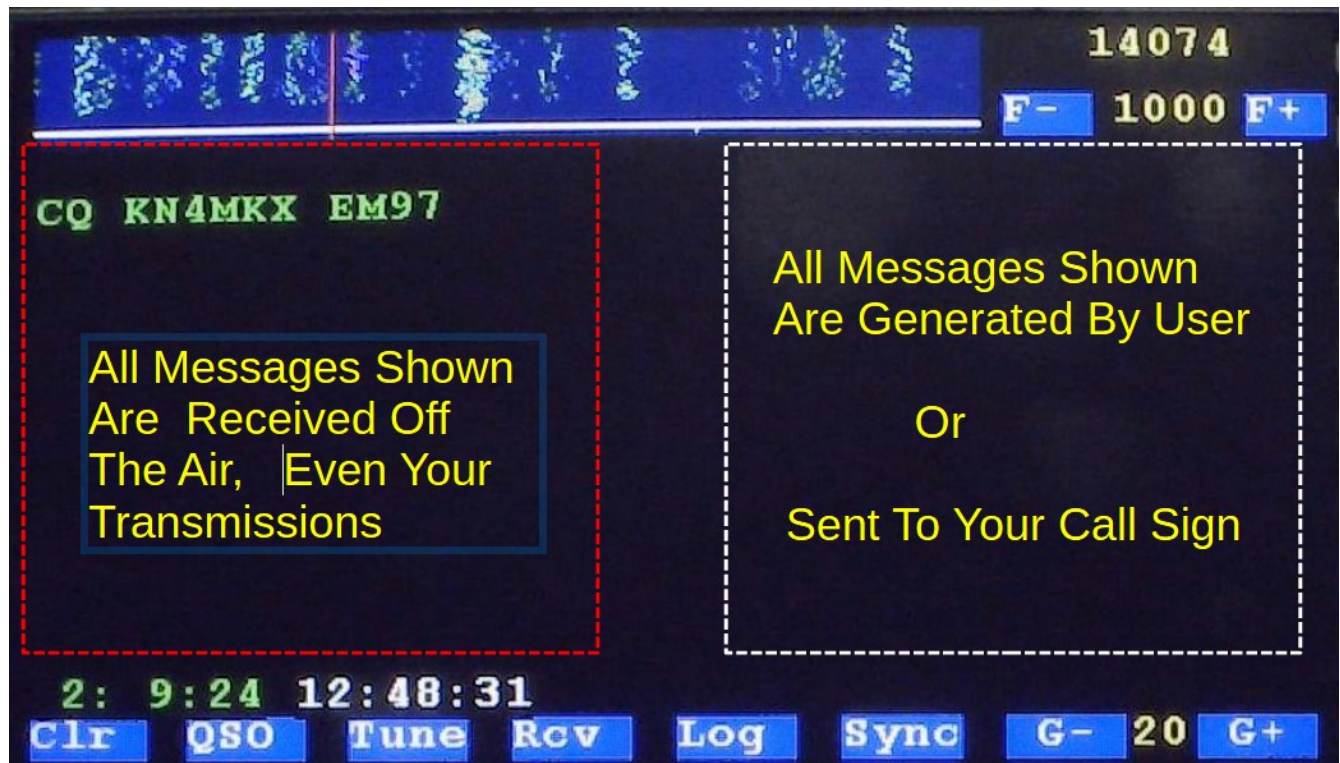 14074
F- 1000 F+
CQ KN4MKX EM97
All Messages Shown
Are Received Off
The Air, Even Your
Transmissions
All Messages Shown
Are Generated By User
Or
Sent To Your Call Sign
2: 9:24 12:48:31
Clr QSO Tune Rcv Log Sync G- 20 G+